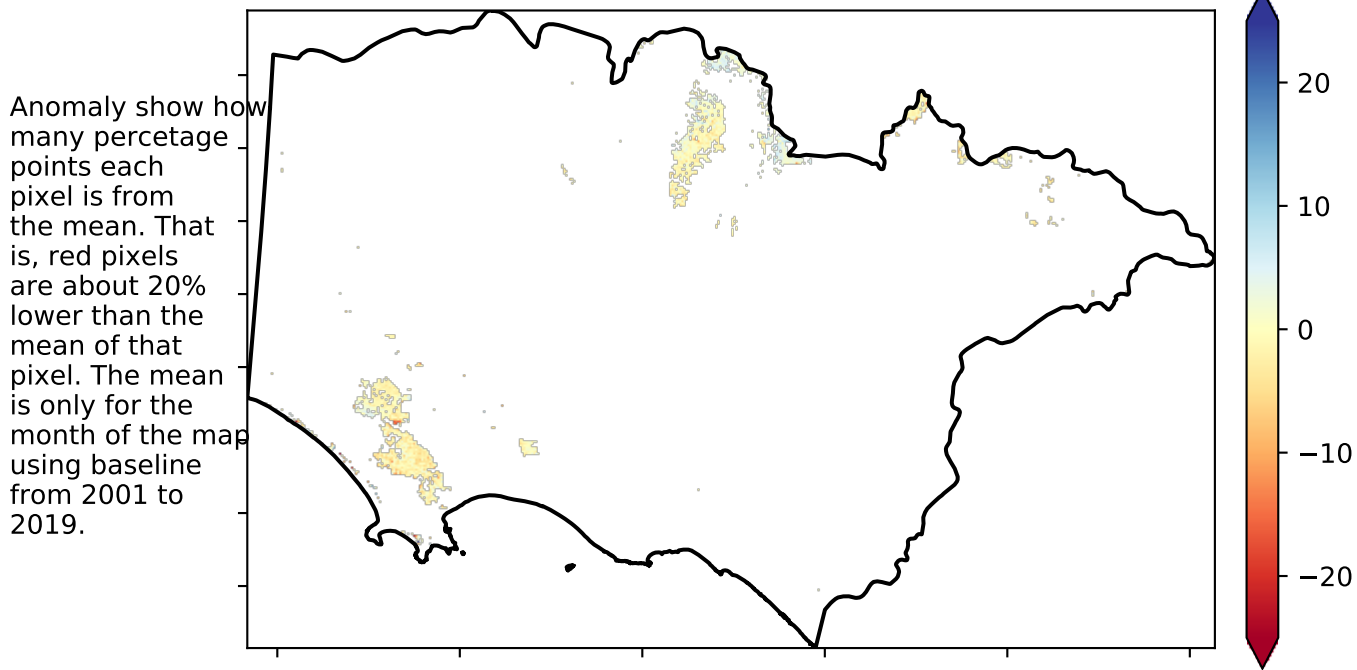 Anomaly show how
many percetage
points each
pixel is from
the mean. That
is, red pixels
are about 20%
lower than the
mean of that
pixel. The mean
is only for the
month of the map
using baseline
from 2001 to
2019.
20
10
0
−10
−20